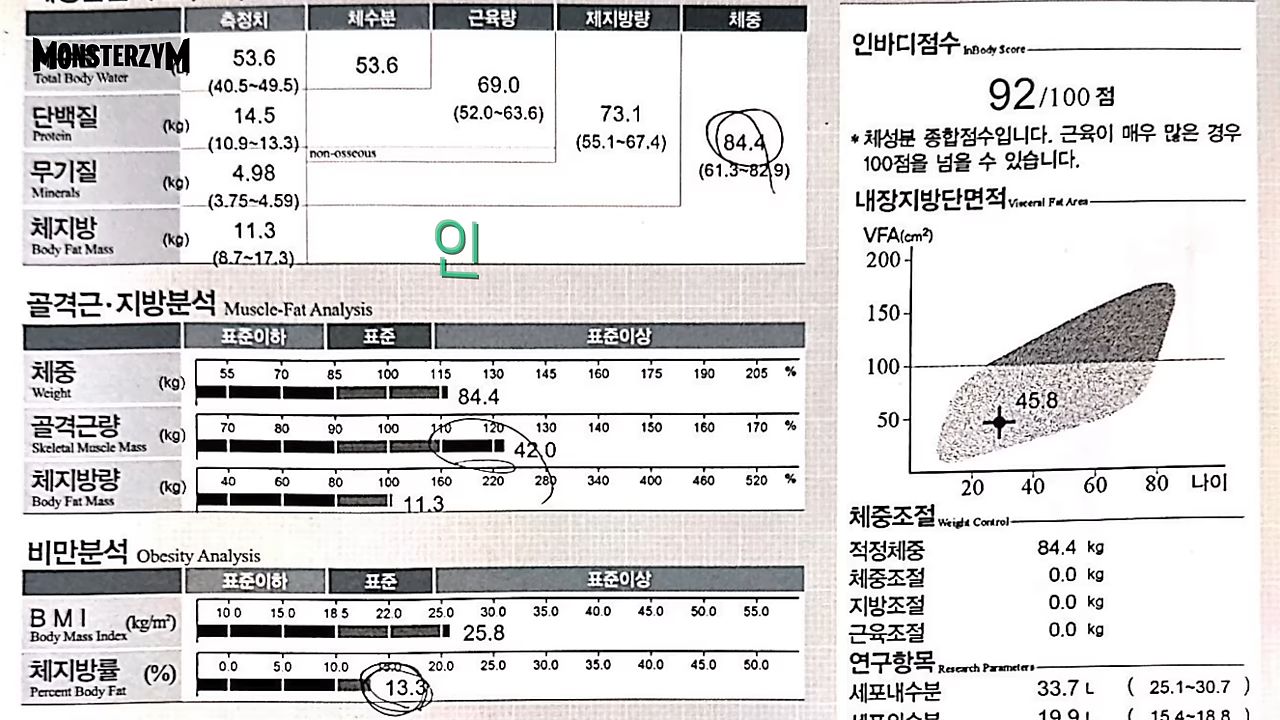 측정치 체수분 근육량 제지방량 체중
MONSTERZYM
Total Body Water
53.6
(40.5~49.5)
53.6
69.0
(52.0~63.6)
73.1
(55.1~67.4)
84.4
(61.3~82.9)
단백질 (kg)
Protein
14.5
(10.9~13.3)
non-osseous
무기질 (kg)
Minerals
4.98
(3.75~4.59)
체지방 (kg)
Body Fat Mass
11.3
(8.7~17.3)
인
골격근·지방분석 Muscle-Fat Analysis
표준이하 표준 표준이상
체중 (kg)
Weight
55 70 85 100 115 130 145 160 175 190 205 %
84.4
골격근량 (kg)
Skeletal Muscle Mass
70 80 90 100 110 120 130 140 150 160 170 %
42.0
체지방량 (kg)
Body Fat Mass
40 60 80 100 160 220 280 340 400 460 520 %
11.3
비만분석 Obesity Analysis
표준이하 표준 표준이상
BMI (kg/m²)
Body Mass Index
10.0 15.0 18.5 22.0 25.0 30.0 35.0 40.0 45.0 50.0 55.0
25.8
체지방률 (%)
Percent Body Fat
0.0 5.0 10.0 15.0 20.0 25.0 30.0 35.0 40.0 45.0 50.0
13.3
인바디점수 InBody Score
92/100 점
* 체성분 종합점수입니다. 근육이 매우 많은 경우
100점을 넘을 수 있습니다.
내장지방단면적 Visceral Fat Area
VFA(cm²)
200
150
100
50
45.8
20 40 60 80 나이
체중조절 Weight Control
적정체중 84.4 kg
체중조절 0.0 kg
지방조절 0.0 kg
근육조절 0.0 kg
연구항목 Research Parameters
세포내수분 33.7 L ( 25.1~30.7 )
세포외수분 19.9 L ( 15.4~18.8 )